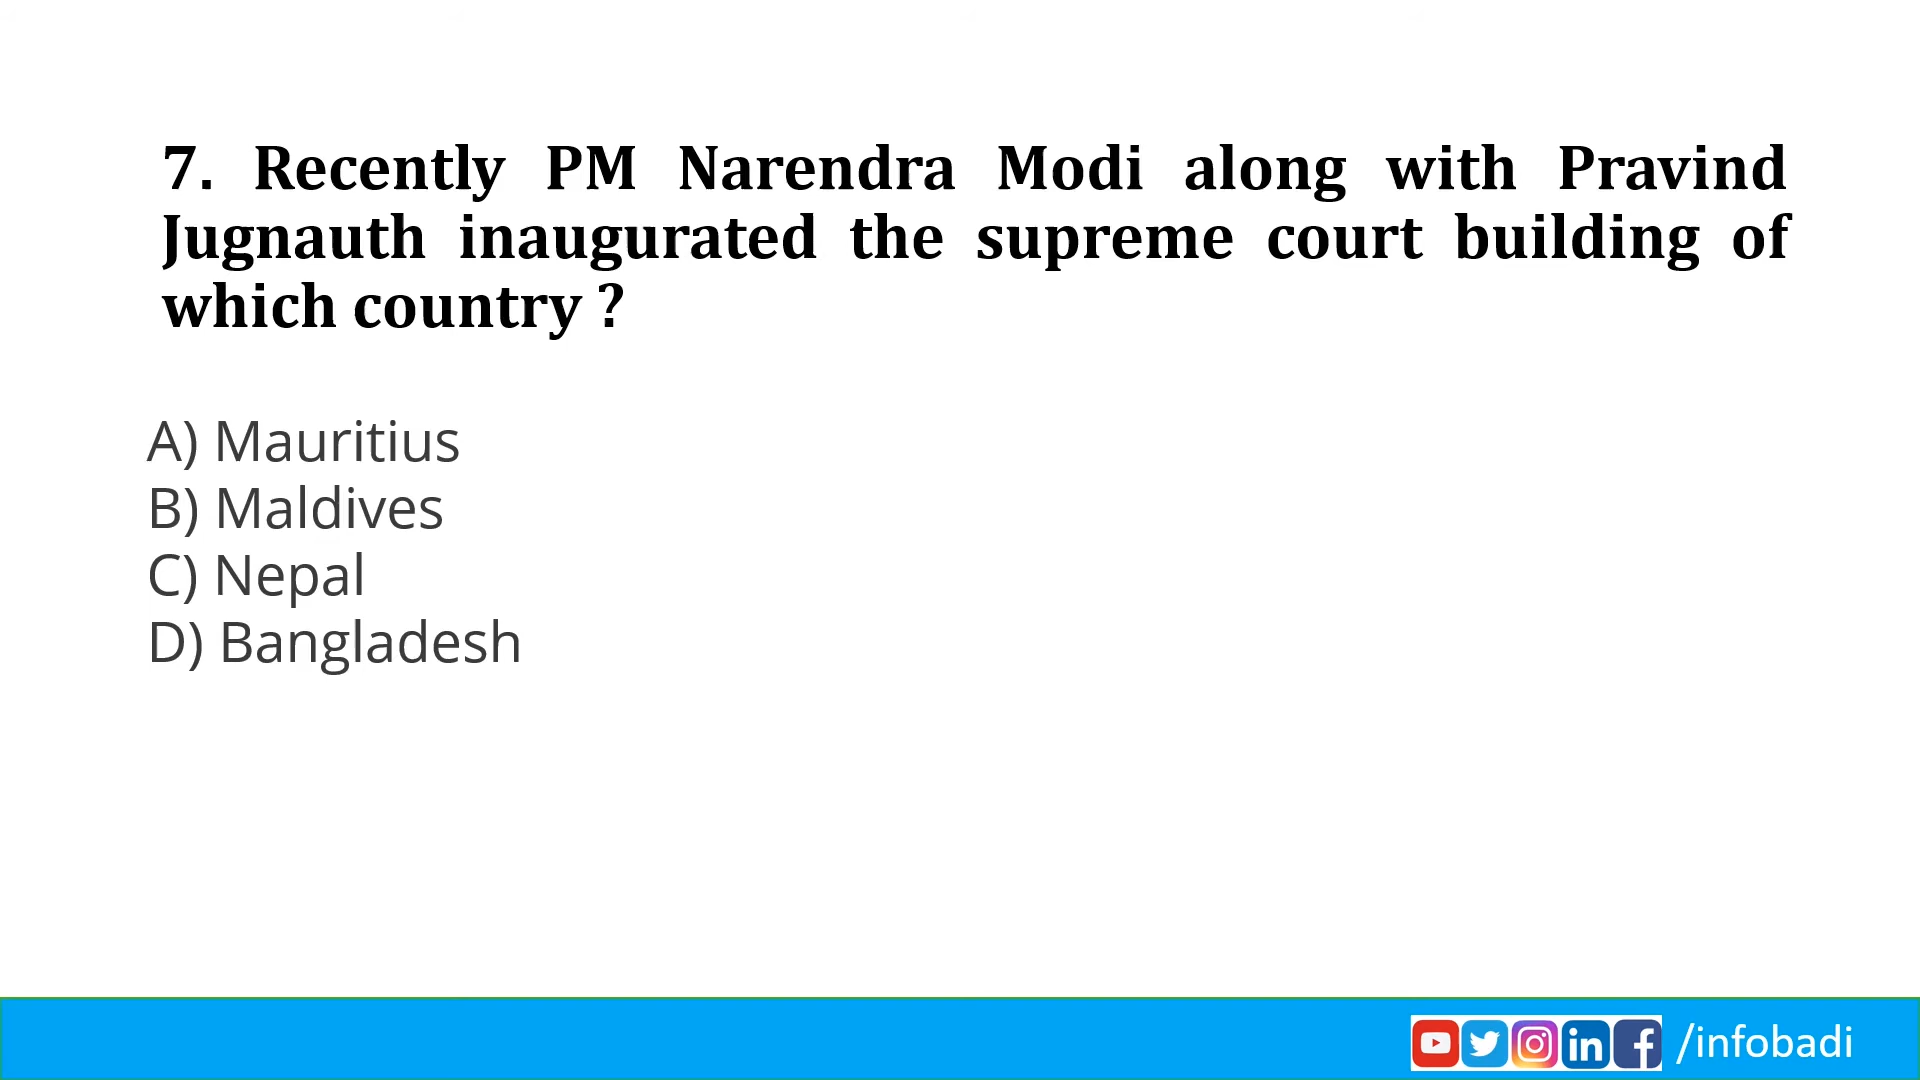 7. Recently PM Narendra Modi along with Pravind
Jugnauth inaugurated the supreme court building of
which country ?
A) Mauritius
B) Maldives
C) Nepal
D) Bangladesh
in f /infobadi